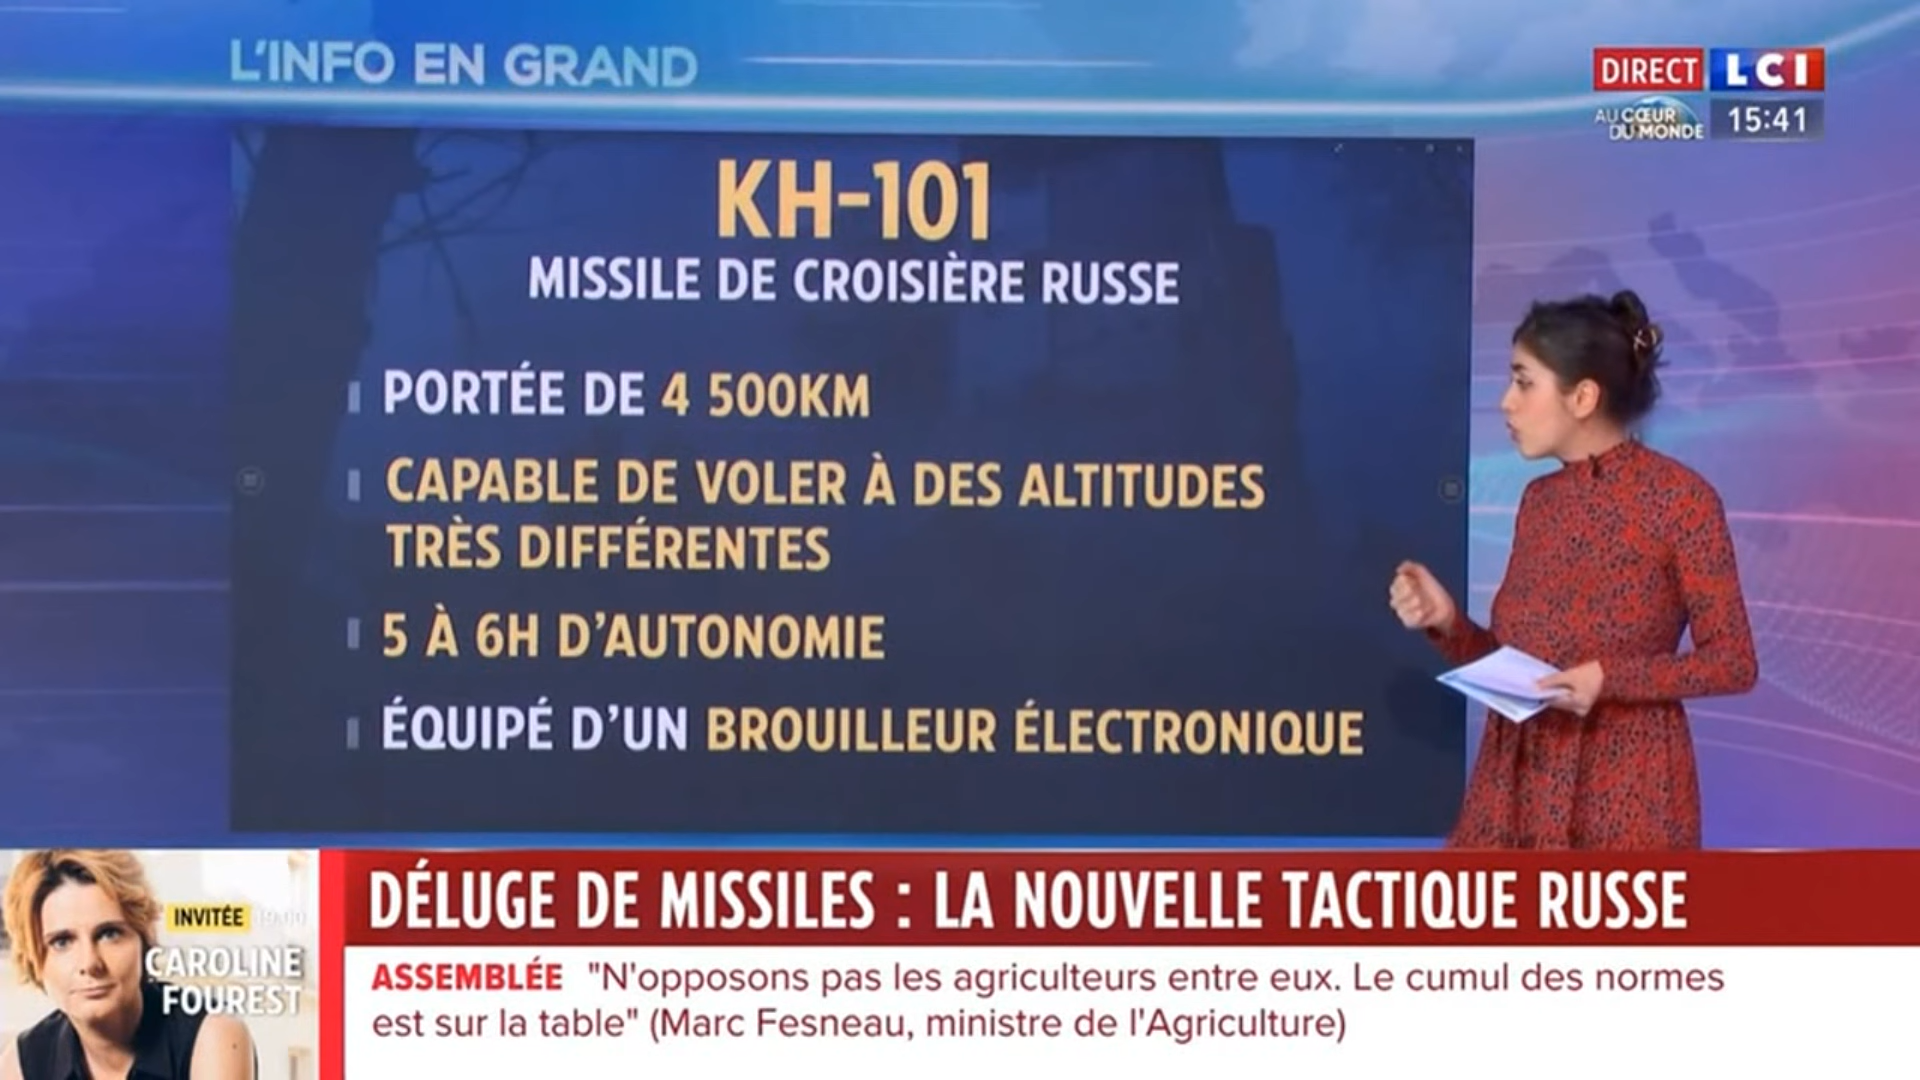 L'INFO EN GRAND
DIRECT LCI
AU CŒUR
DU MONDE
15:41
KH-101
MISSILE DE CROISIÈRE RUSSE
PORTÉE DE 4 500KM
CAPABLE DE VOLER À DES ALTITUDES
TRÈS DIFFÉRENTES
5 À 6H D'AUTONOMIE
ÉQUIPÉ D'UN BROUILLEUR ÉLECTRONIQUE
INVITÉE
CAROLINE
FOUREST
DÉLUGE DE MISSILES : LA NOUVELLE TACTIQUE RUSSE
ASSEMBLÉE "N'opposons pas les agriculteurs entre eux. Le cumul des normes
est sur la table" (Marc Fesneau, ministre de l'Agriculture)